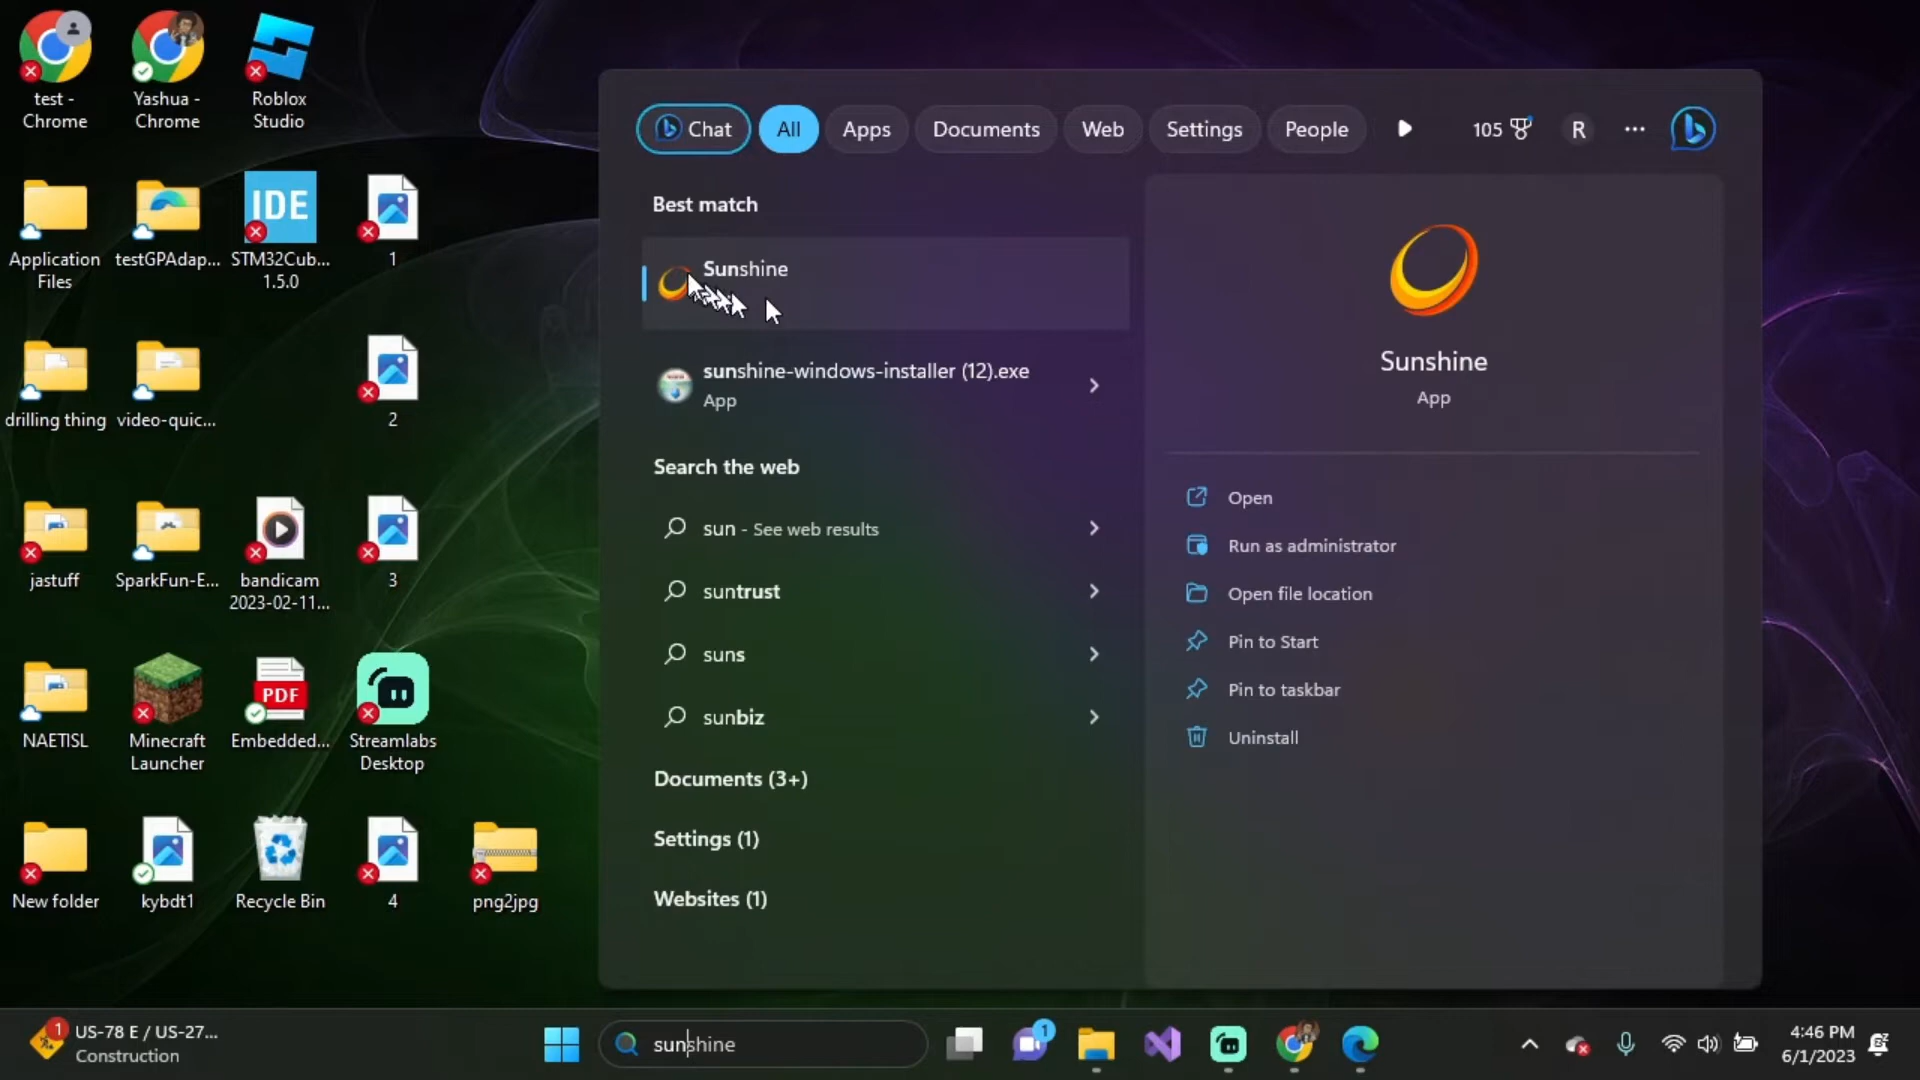 test -
Chrome
Yashua -
Chrome
Roblox
Studio
Application
Files
testGPAdap...
IDE
STM32Cub...
1.5.0
1
drilling thing
video-quic...
2
jastuff
SparkFun-E...
bandicam
2023-02-11...
3
NAETISL
Minecraft
Launcher
PDF
Embedded...
Streamlabs
Desktop
New folder
kybdt1
Recycle Bin
4
png2jpg
Chat
All
Apps
Documents
Web
Settings
People
105
R
Best match
Sunshine
sunshine-windows-installer (12).exe
App
Search the web
sun - See web results
suntrust
suns
sunbiz
Documents (3+)
Settings (1)
Websites (1)
Sunshine
App
Open
Run as administrator
Open file location
Pin to Start
Pin to taskbar
Uninstall
1
US-78 E / US-27...
Construction
sunshine
1
4:46 PM
6/1/2023